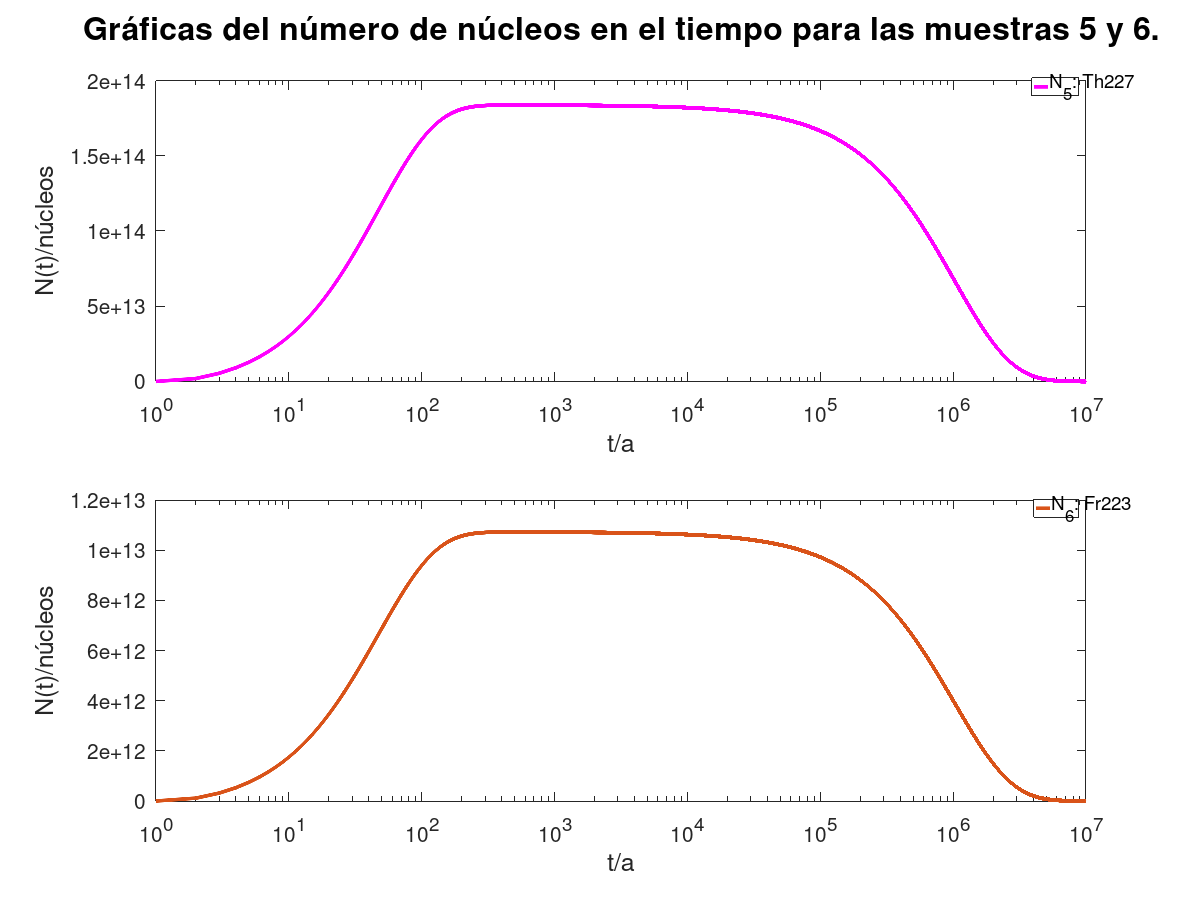 Gráficas del número de núcleos en el tiempo para las muestras 5 y 6.
2e+14
1.5e+14
1e+14
5e+13
0
N(t)/núcleos
N5: Th227
10^0 10^1 10^2 10^3 10^4 10^5 10^6 10^7
t/a
1.2e+13
1e+13
8e+12
6e+12
4e+12
2e+12
0
N(t)/núcleos
N6: Fr223
10^0 10^1 10^2 10^3 10^4 10^5 10^6 10^7
t/a